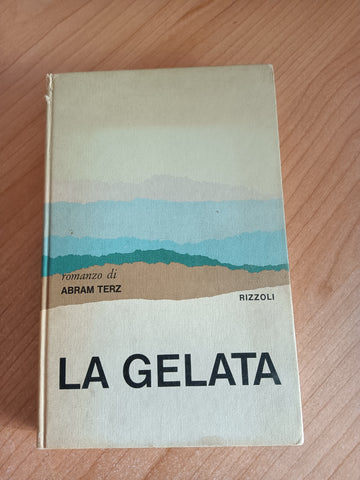 romanzo di
ABRAM TERZ
RIZZOLI
LA GELATA